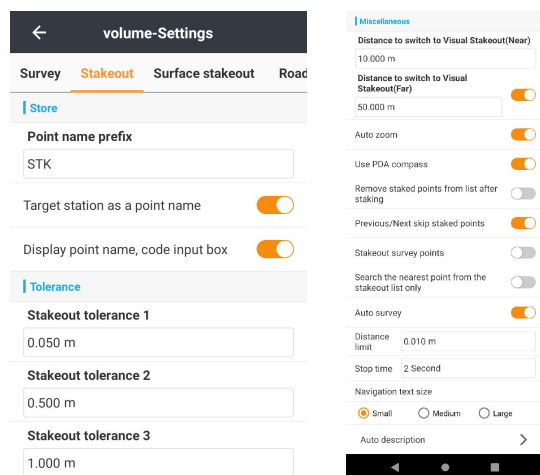 volume-Settings
Survey Stakeout Surface stakeout Road
Store
Point name prefix
STK
Target station as a point name
Display point name, code input box
Tolerance
Stakeout tolerance 1
0.050 m
Stakeout tolerance 2
0.500 m
Stakeout tolerance 3
1.000 m
Miscellaneous
Distance to switch to Visual Stakeout(Near)
10.000 m
Distance to switch to Visual
Stakeout(Far)
50.000 m
Auto zoom
Use PDA compass
Remove staked points from list after
staking
Previous/Next skip staked points
Stakeout survey points
Search the nearest point from the
stakeout list only
Auto survey
Distance
limit
0.010 m
Stop time 2 Second
Navigation text size
Small Medium Large
Auto description